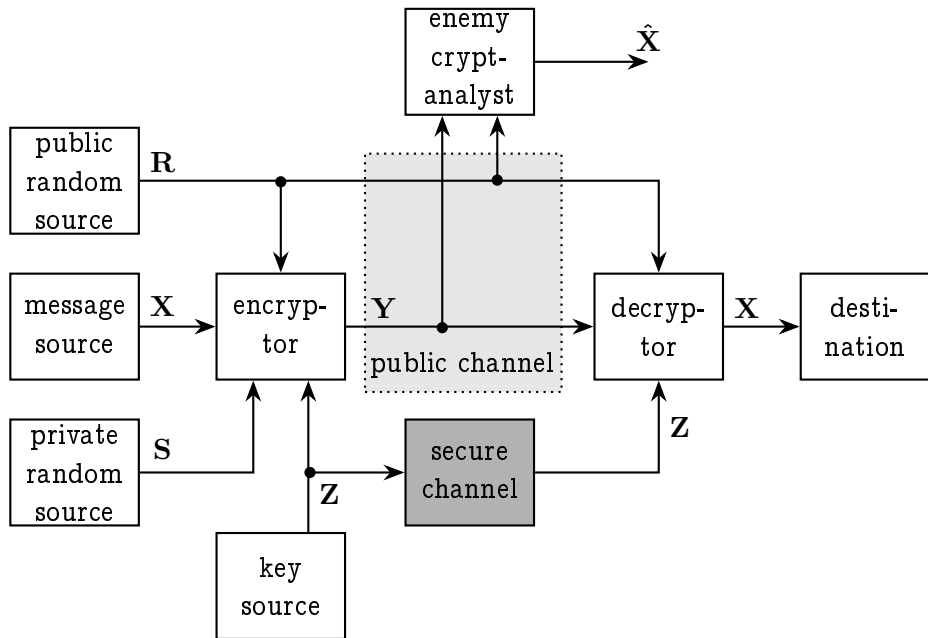 enemy
crypt-
analyst
X̂
public
random
source
R
message
source
X
encryp-
tor
Y
public channel
decryp-
tor
X
desti-
nation
private
random
source
S
Z
secure
channel
Z
key
source